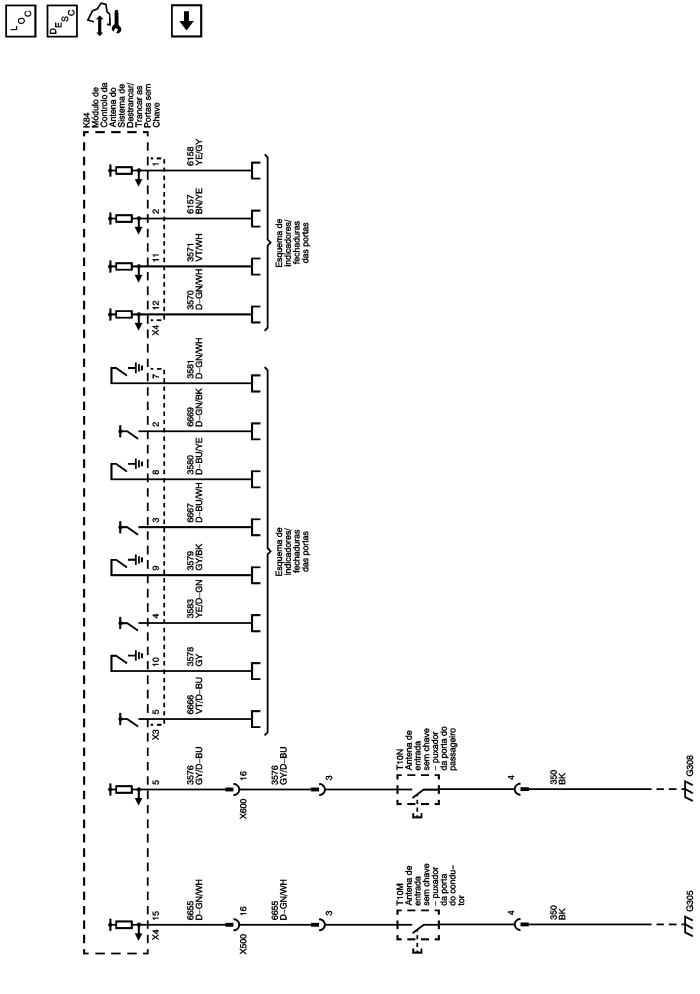 LOC
DESC
K84
Módulo de
Controlo da
Antena do
Sistema de
Destrancar/
Trancar as
Portas sem
Chave
1
6158
YE/GY
2
6157
BN/YE
11
3571
VT/WH
12
3570
D-GN/WH
X4
Esquema de
indicadores/
fechaduras
das portas
7
3581
D-GN/WH
2
6669
D-GN/BK
8
3580
D-BU/YE
3
6667
D-BU/WH
9
3579
GY/BK
4
3583
YE/D-GN
10
3578
GY
5
6666
VT/D-BU
X3
Esquema de
indicadores/
fechaduras
das portas
5
3576
GY/D-BU
16
X600
3576
GY/D-BU
3
T10N
Antena de
entrada
sem chave
- puxador
da porta do
passageiro
4
350
BK
G308
15
X4
6655
D-GN/WH
16
X500
6655
D-GN/WH
3
T10M
Antena de
entrada
sem chave
- puxador
da porta
do condu-
tor
4
350
BK
G305